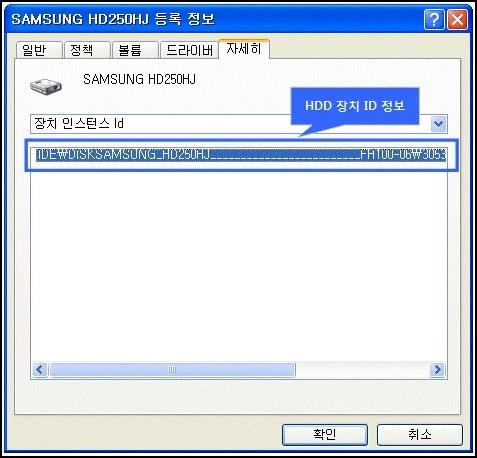 SAMSUNG HD250HJ 등록 정보
일반 정책 볼륨 드라이버 자세히
SAMSUNG HD250HJ
HDD 장치 ID 정보
장치 인스턴스 Id
IDE₩DISKSAMSUNG_HD250HJ_________________________FH100-06₩3053
확인 취소